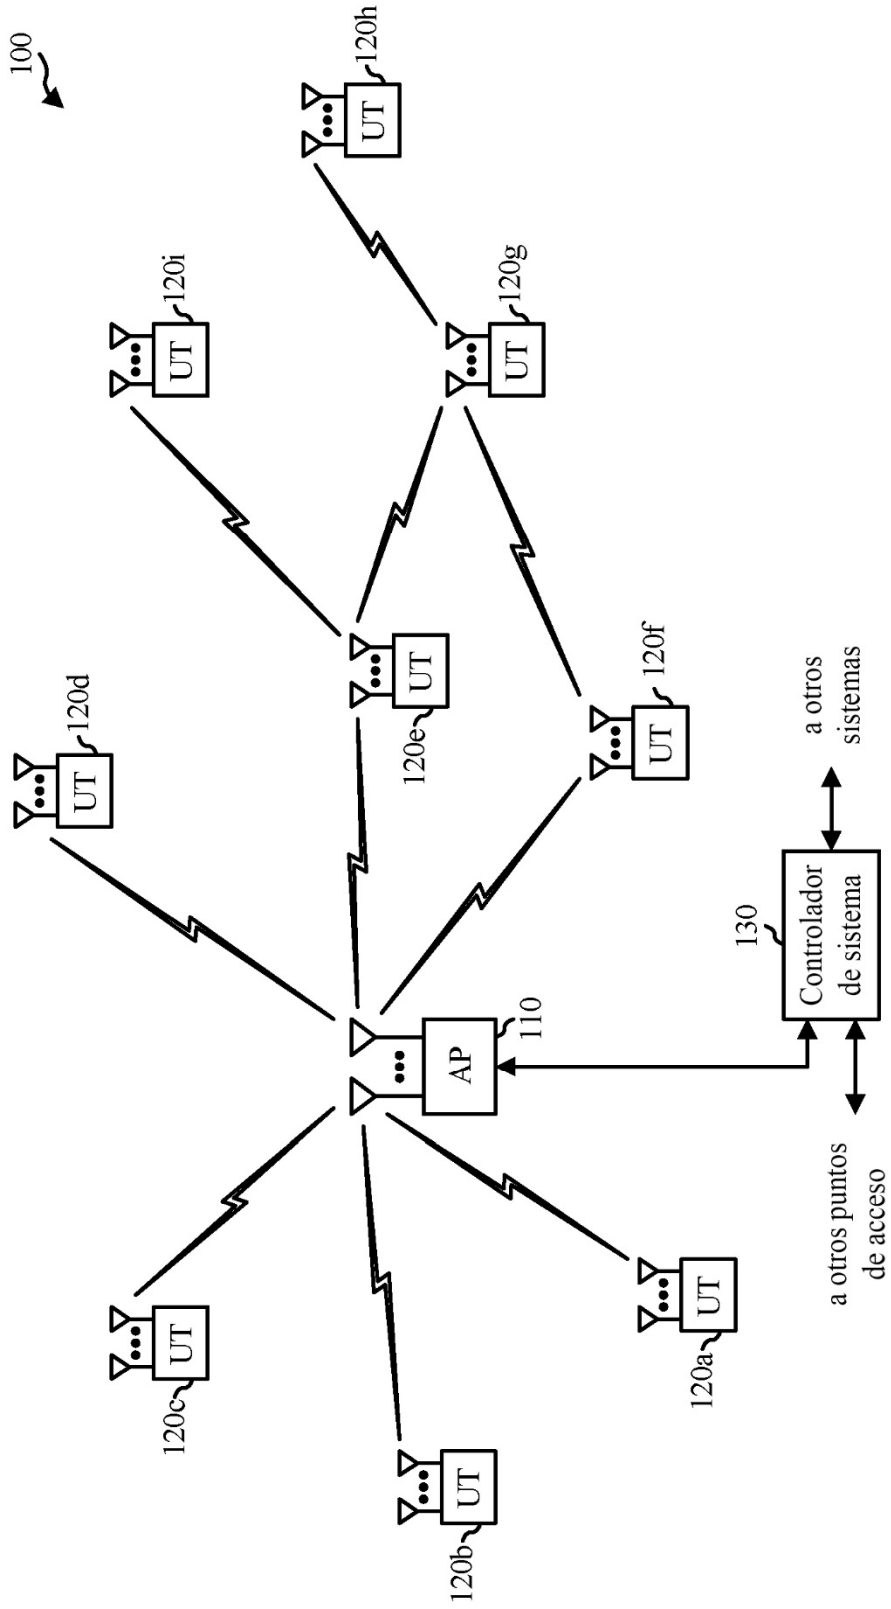 100
UT
120h
UT
120i
UT
120g
UT
120d
UT
120e
UT
120f
AP
110
130
Controlador
de sistema
a otros
sistemas
a otros puntos
de acceso
UT
120c
UT
120b
UT
120a